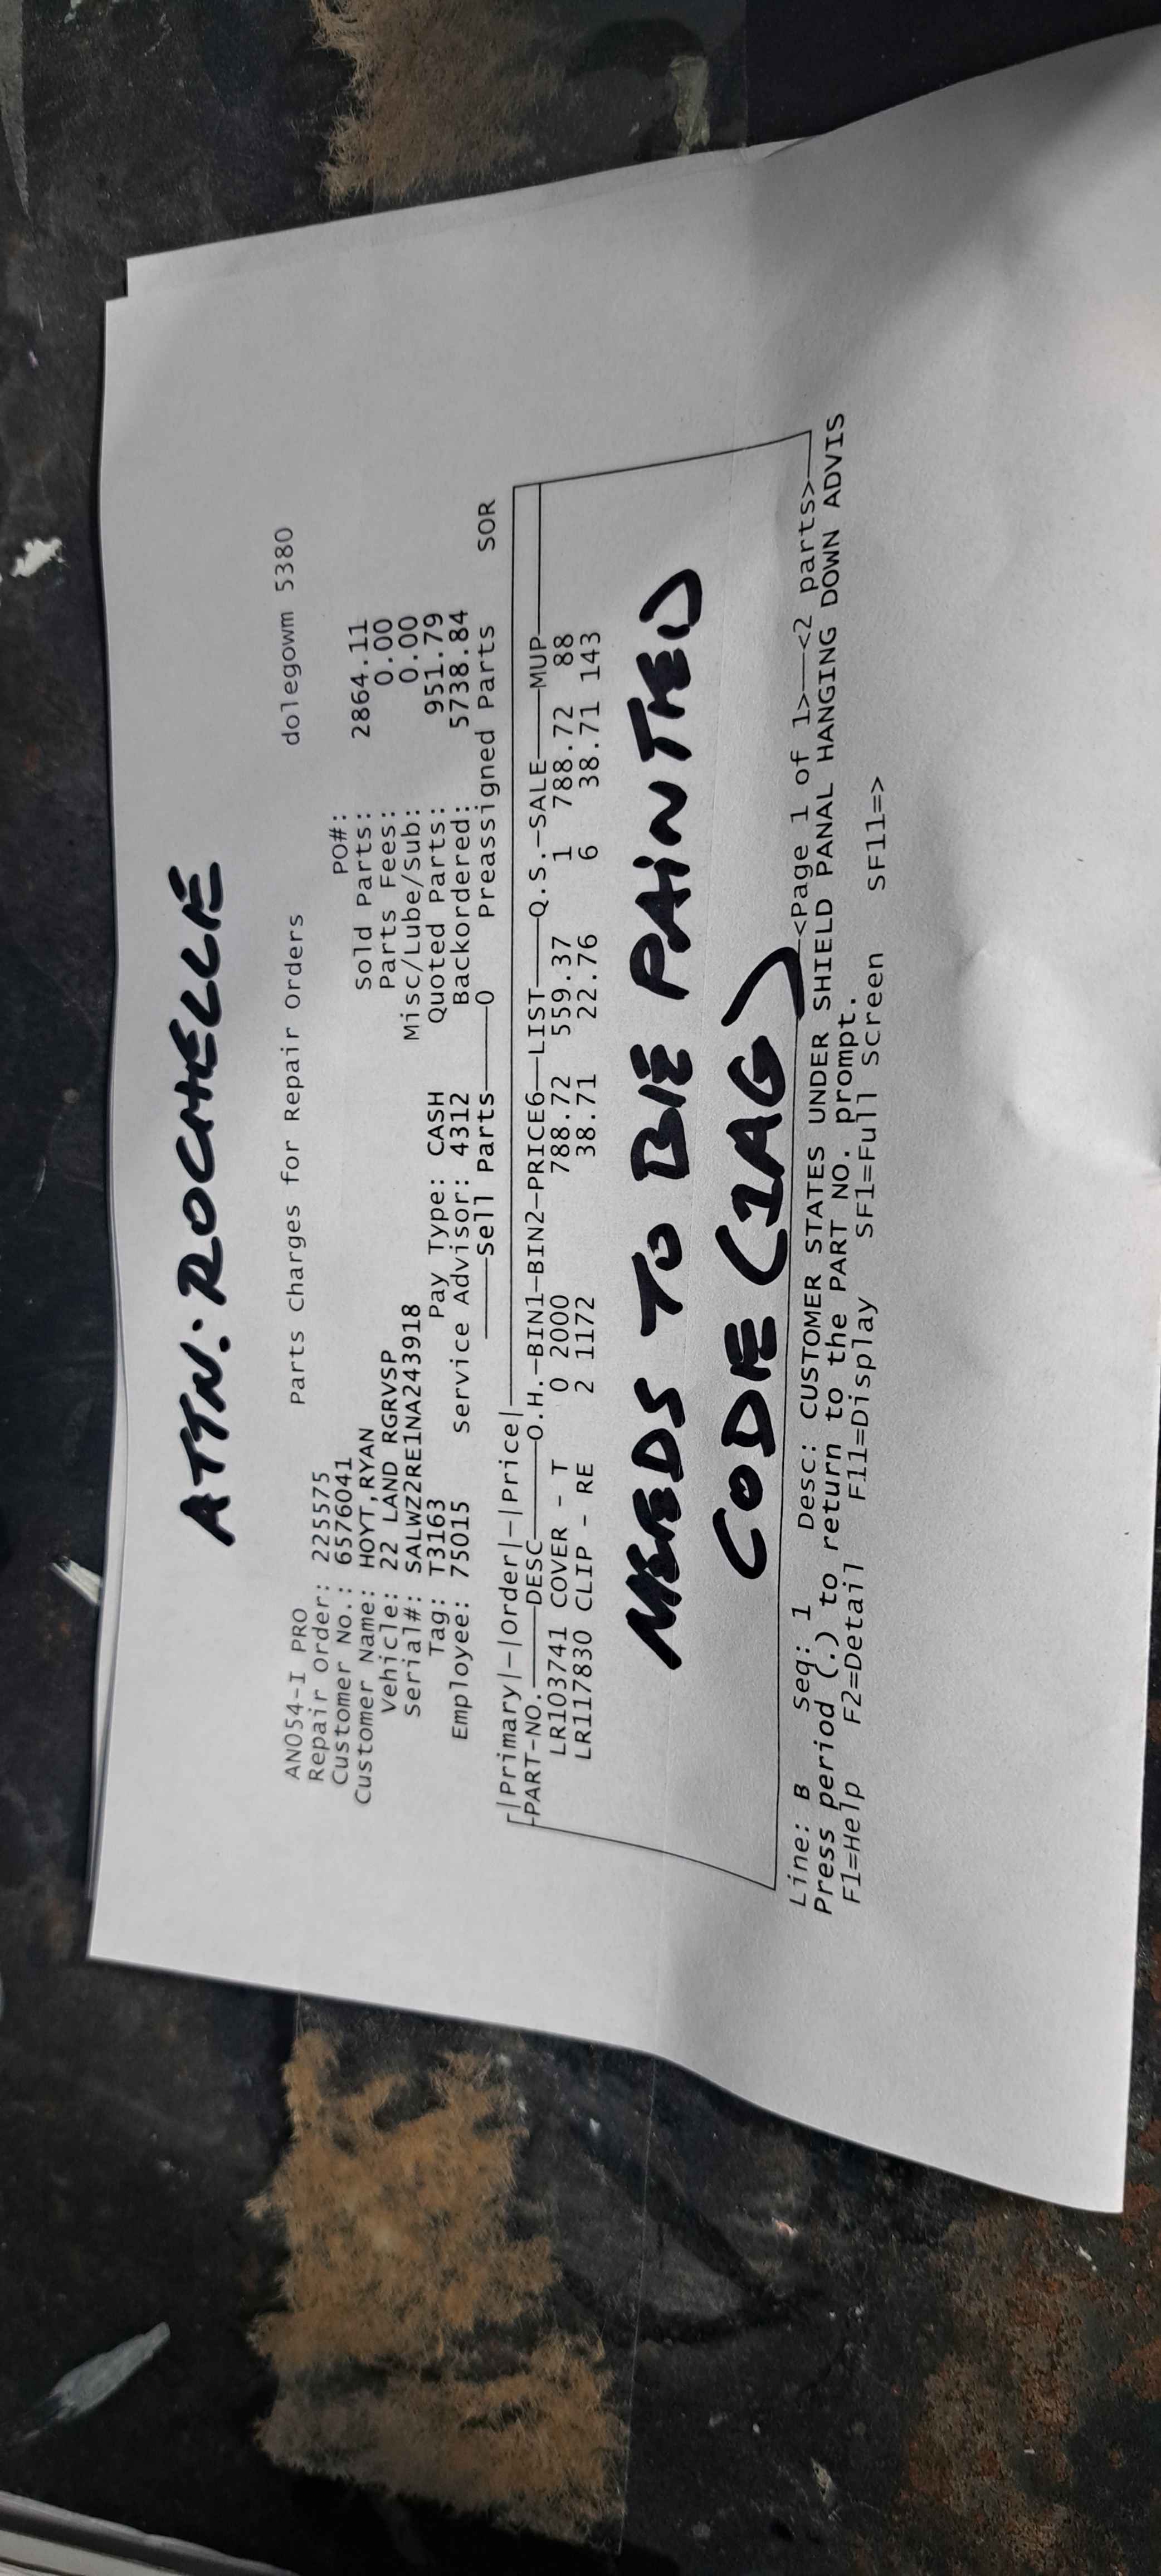 ATTN: ROCHELLE
Parts Charges for Repair Orders dolegowm 5380
AN054-I PRO
Repair Order: 225575 PO#:
Customer No.: 6576041 Sold Parts: 2864.11
Customer Name: HOYT,RYAN Parts Fees: 0.00
Vehicle: 22 LAND RGRVSP Misc/Lube/Sub: 0.00
Serial#: SALWZ2RE1NA243918 Quoted Parts: 951.79
Tag: T3163 Pay Type: CASH Backordered: 5738.84
Employee: 75015 Service Advisor: 4312 Preassigned Parts SOR
Sell Parts O
|Primary|-|Order|-|Price|
PART-NO.—DESC—O.H.-BIN1-BIN2-PRICE6—LIST—Q.S.-SALE—MUP
LR103741 COVER - T 0 2000 788.72 559.37 1 788.72 88
LR117830 CLIP - RE 2 1172 38.71 22.76 6 38.71 143
NEEDS TO BE PAINTED
CODE (1AG)
<Page 1 of 1>—<2 parts>
Line: B Seq: 1 Desc: CUSTOMER STATES UNDER SHIELD PANAL HANGING DOWN ADVIS
Press period (.) to return to the PART NO. prompt.
F1=Help F2=Detail F11=Display SF1=Full Screen SF11=>